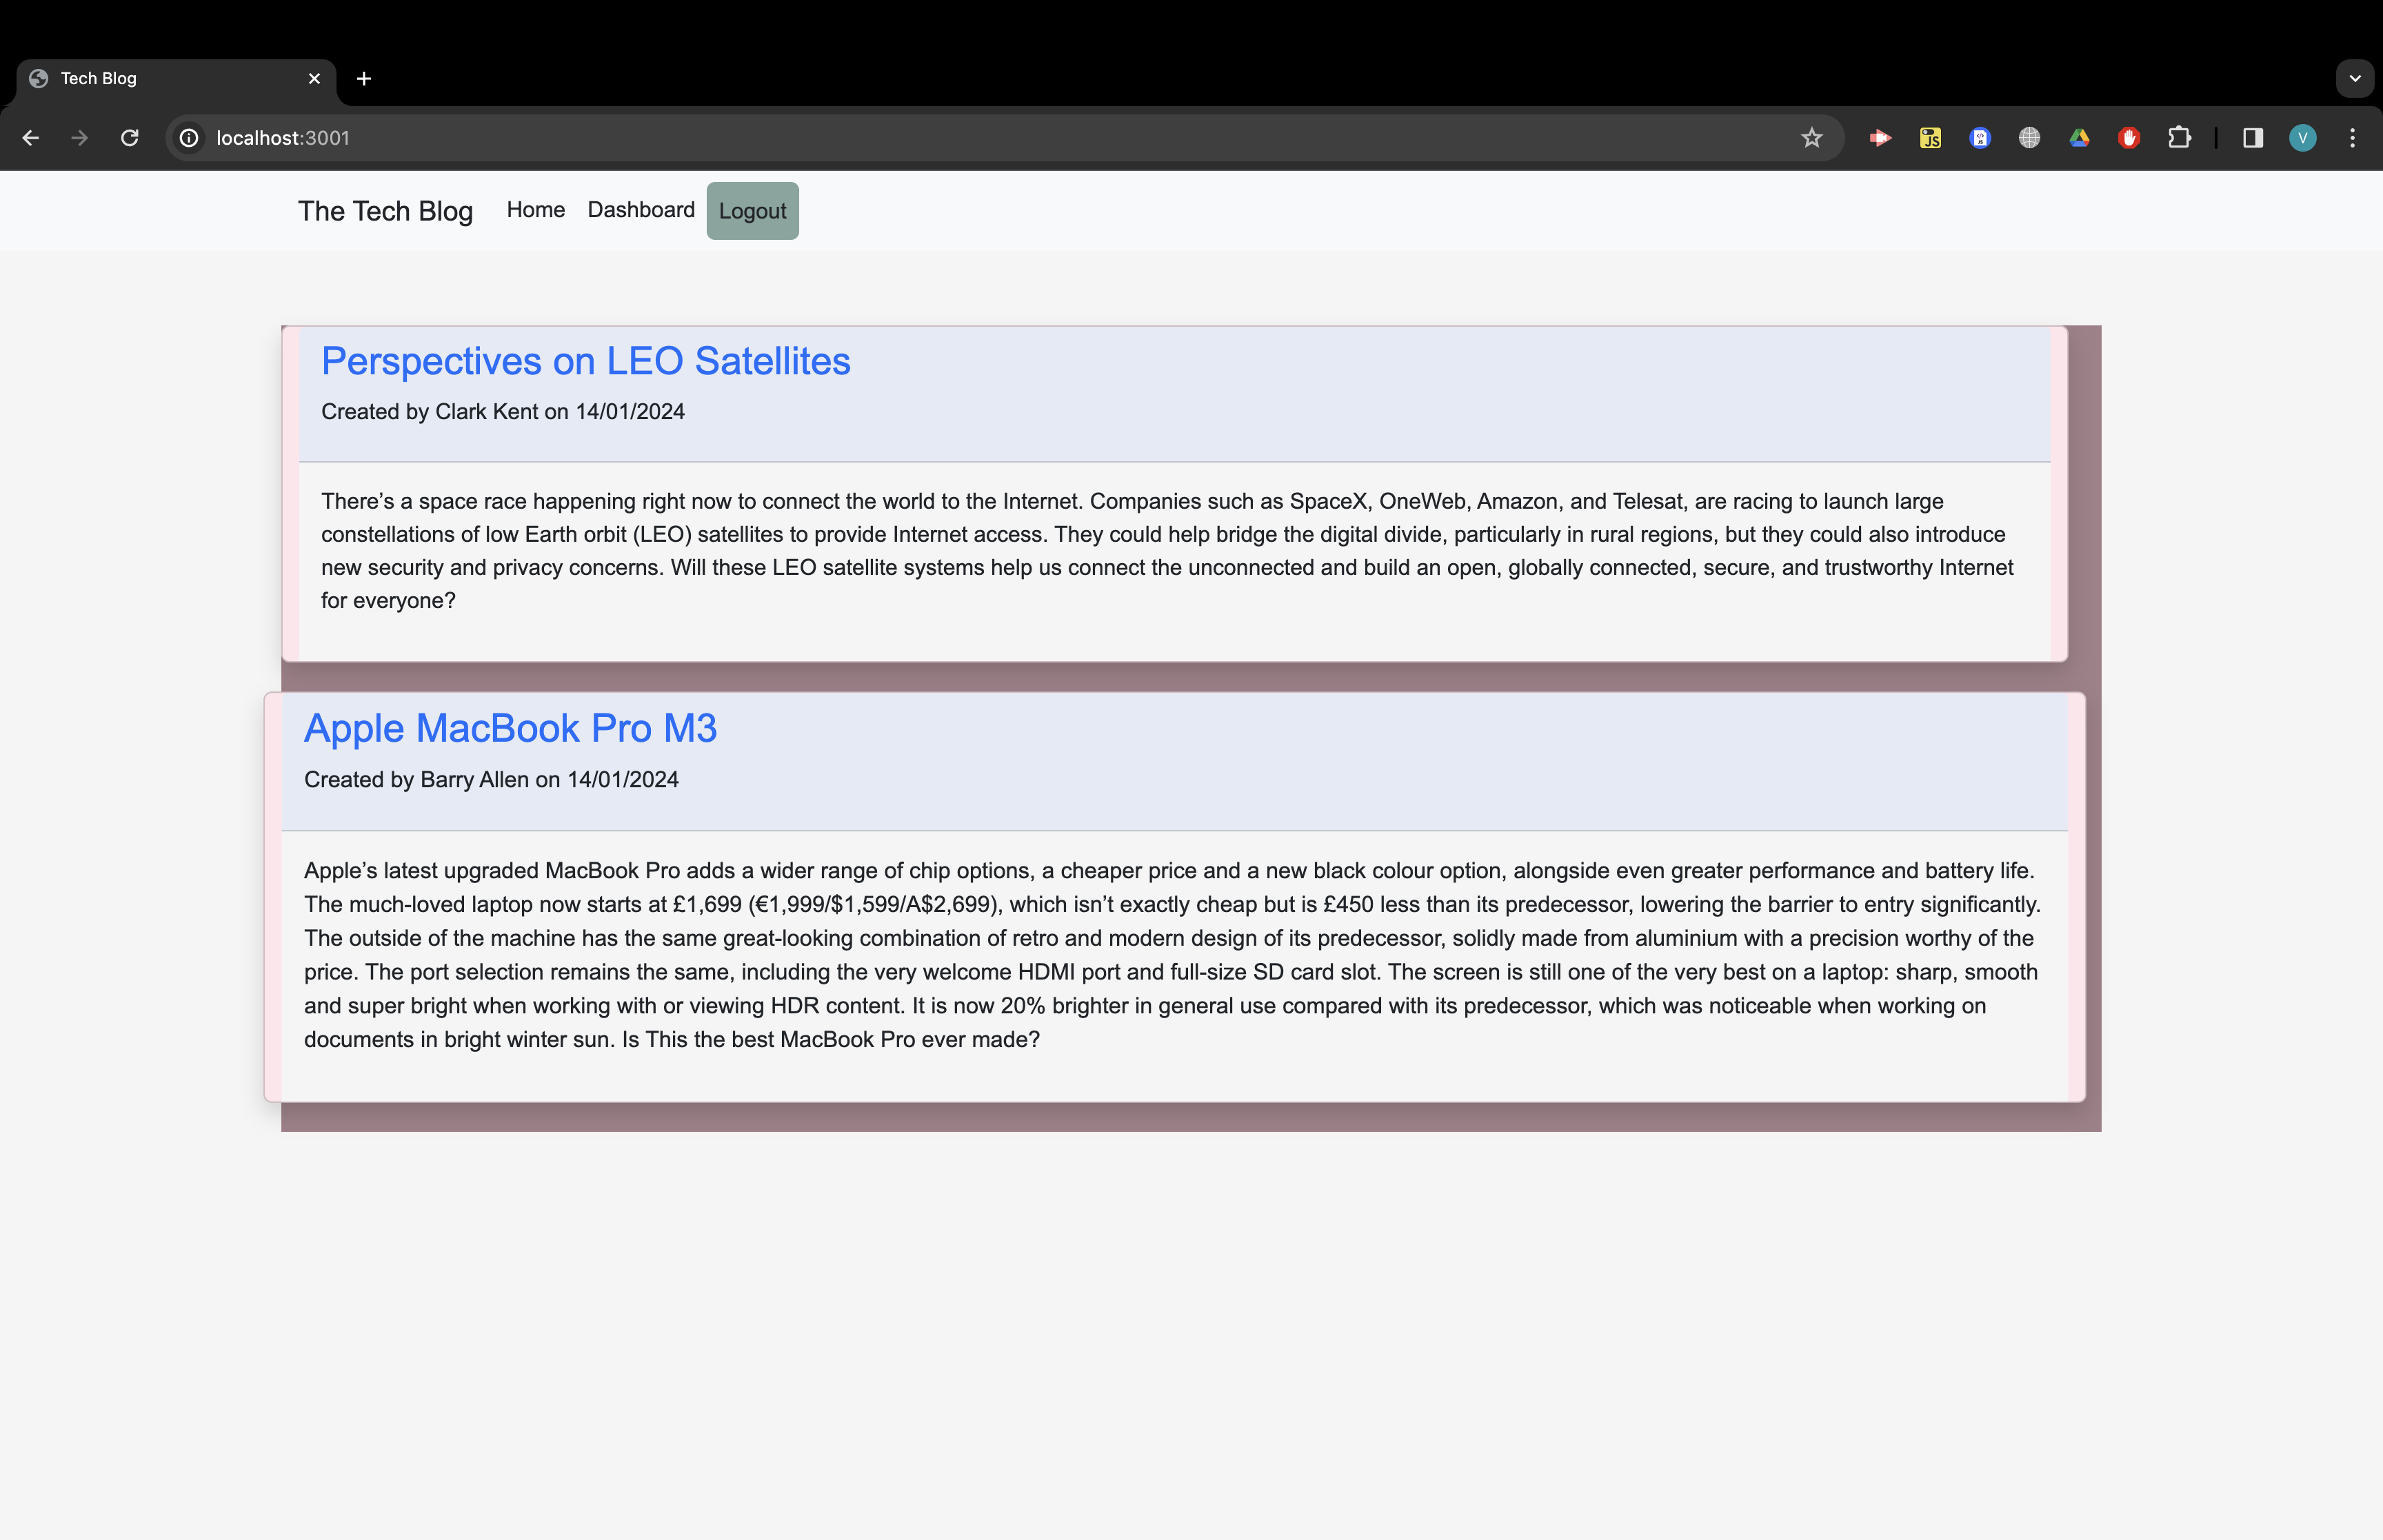 Tech Blog
localhost:3001
JS
V
The Tech Blog Home Dashboard Logout
Perspectives on LEO Satellites
Created by Clark Kent on 14/01/2024
There’s a space race happening right now to connect the world to the Internet. Companies such as SpaceX, OneWeb, Amazon, and Telesat, are racing to launch large
constellations of low Earth orbit (LEO) satellites to provide Internet access. They could help bridge the digital divide, particularly in rural regions, but they could also introduce
new security and privacy concerns. Will these LEO satellite systems help us connect the unconnected and build an open, globally connected, secure, and trustworthy Internet
for everyone?
Apple MacBook Pro M3
Created by Barry Allen on 14/01/2024
Apple’s latest upgraded MacBook Pro adds a wider range of chip options, a cheaper price and a new black colour option, alongside even greater performance and battery life.
The much-loved laptop now starts at £1,699 (€1,999/$1,599/A$2,699), which isn’t exactly cheap but is £450 less than its predecessor, lowering the barrier to entry significantly.
The outside of the machine has the same great-looking combination of retro and modern design of its predecessor, solidly made from aluminium with a precision worthy of the
price. The port selection remains the same, including the very welcome HDMI port and full-size SD card slot. The screen is still one of the very best on a laptop: sharp, smooth
and super bright when working with or viewing HDR content. It is now 20% brighter in general use compared with its predecessor, which was noticeable when working on
documents in bright winter sun. Is This the best MacBook Pro ever made?